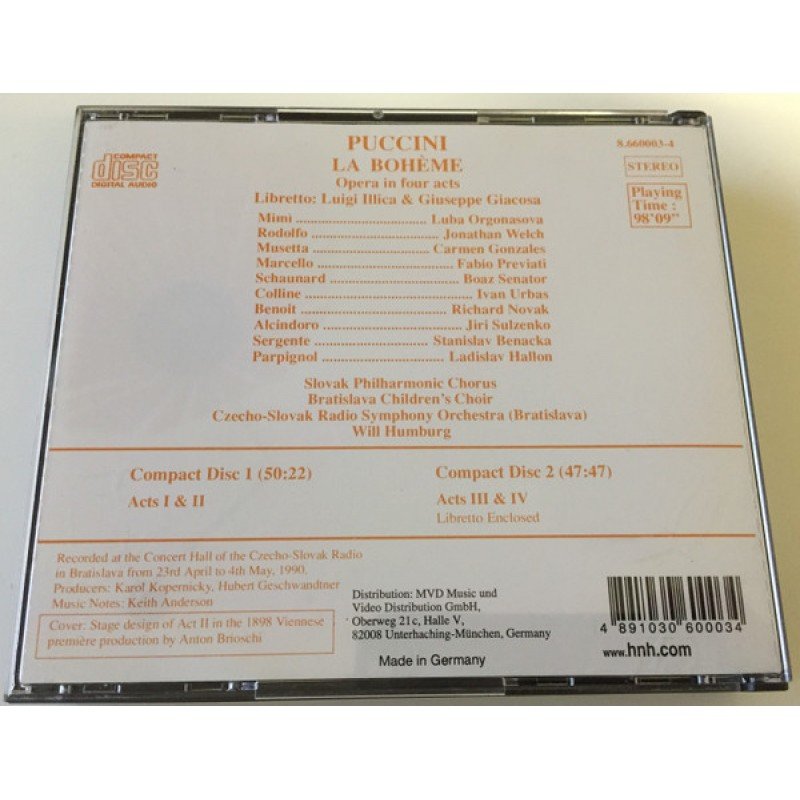 PUCCINI
LA BOHÈME
Opera in four acts
Libretto: Luigi Illica & Giuseppe Giacosa
COMPACT
disc
DIGITAL AUDIO
8.660003-4
STEREO
Playing
Time :
98'09"
Mimì ........................ Luba Orgonasova
Rodolfo ........................ Jonathan Welch
Musetta ........................ Carmen Gonzales
Marcello ........................ Fabio Previati
Schaunard ........................ Boaz Senator
Colline ........................ Ivan Urbas
Benoit ........................ Richard Novak
Alcindoro ........................ Jiri Sulzenko
Sergente ........................ Stanislav Benacka
Parpignol ........................ Ladislav Hallon
Slovak Philharmonic Chorus
Bratislava Children's Choir
Czecho-Slovak Radio Symphony Orchestra (Bratislava)
Will Humburg
Compact Disc 1 (50:22)
Acts I & II
Compact Disc 2 (47:47)
Acts III & IV
Libretto Enclosed
Recorded at the Concert Hall of the Czecho-Slovak Radio
in Bratislava from 23rd April to 4th May, 1990.
Producers: Karol Kopernicky, Hubert Geschwandtner
Music Notes: Keith Anderson
Cover: Stage design of Act II in the 1898 Viennese
première production by Anton Brioschi
Distribution: MVD Music und
Video Distribution GmbH,
Oberweg 21c, Halle V,
82008 Unterhaching-München, Germany
Made in Germany
4 891030 600034
www.hnh.com